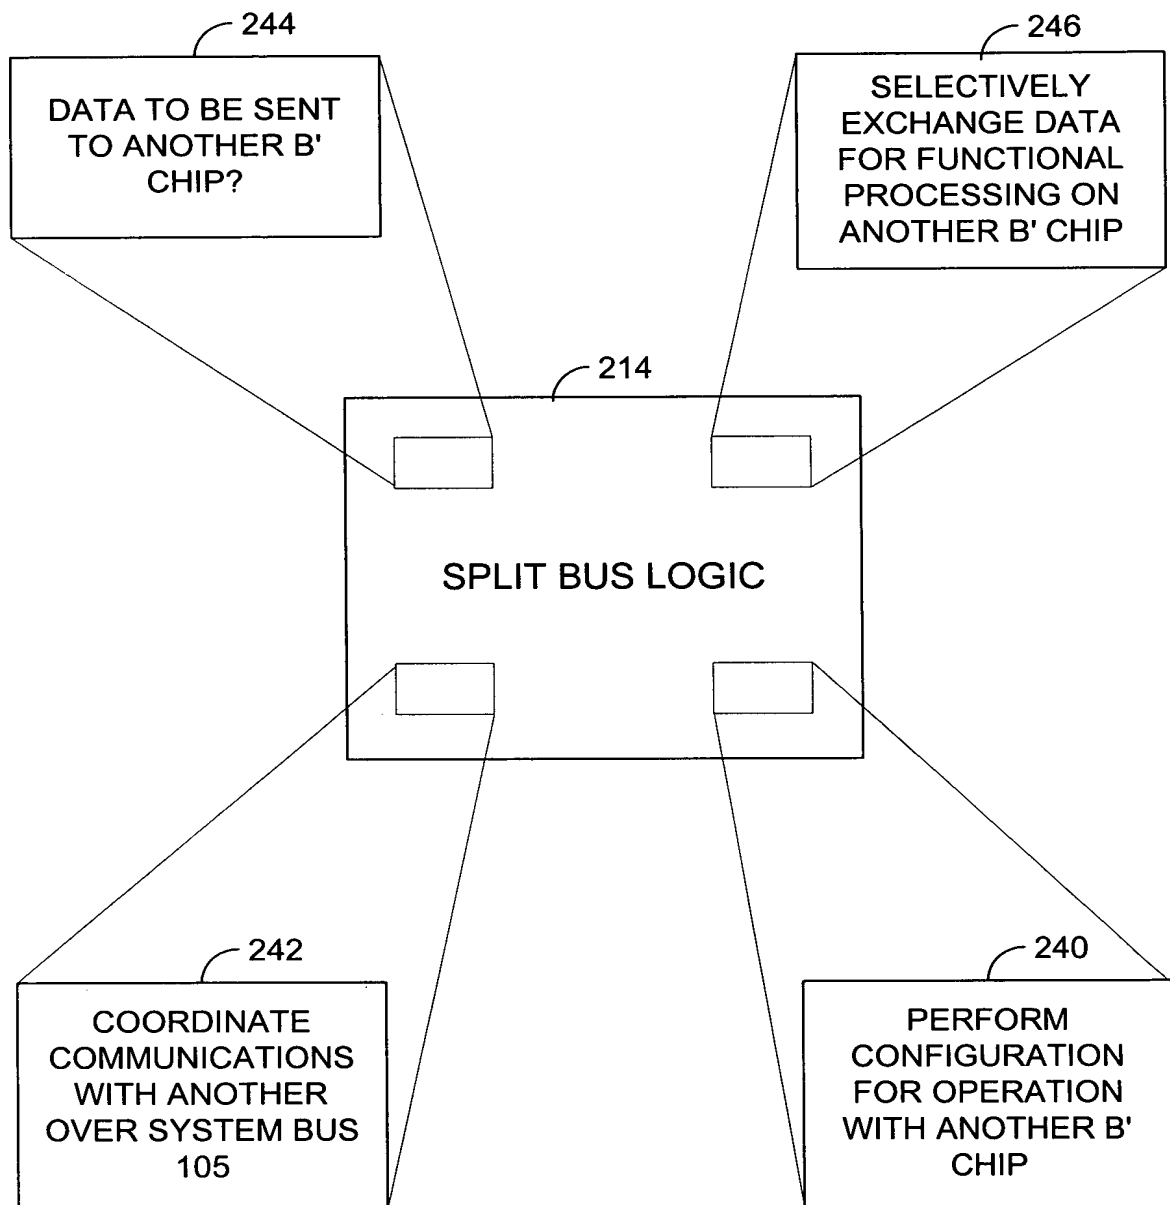 244
DATA TO BE SENT
TO ANOTHER B'
CHIP?
246
SELECTIVELY
EXCHANGE DATA
FOR FUNCTIONAL
PROCESSING ON
ANOTHER B' CHIP
214
SPLIT BUS LOGIC
242
COORDINATE
COMMUNICATIONS
WITH ANOTHER
OVER SYSTEM BUS
105
240
PERFORM
CONFIGURATION
FOR OPERATION
WITH ANOTHER B'
CHIP